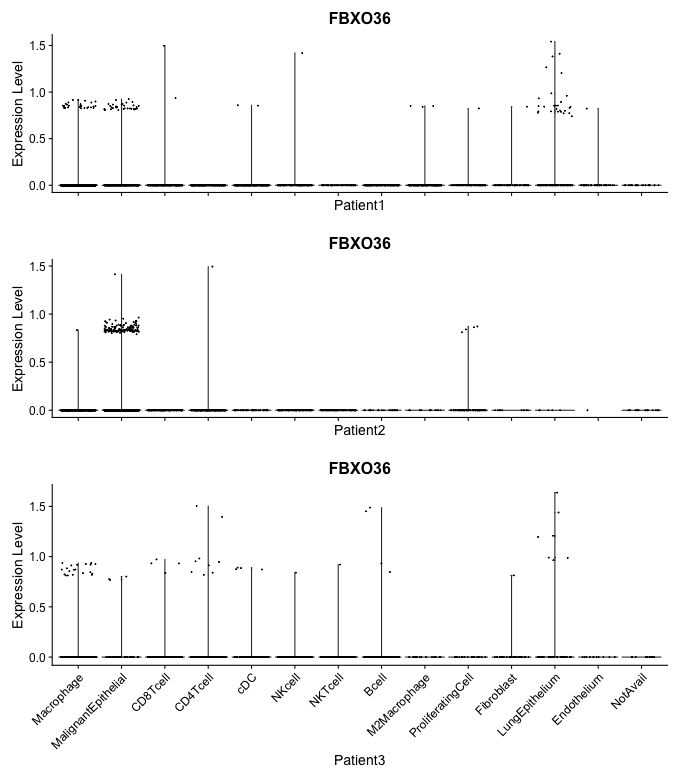 FBXO36
Expression Level
1.5
1.0
0.5
0.0
Patient1
FBXO36
Expression Level
1.5
1.0
0.5
0.0
Patient2
FBXO36
Expression Level
1.5
1.0
0.5
0.0
Macrophage
MalignantEpithelial
CD8Tcell
CD4Tcell
cDC
NKcell
NKTcell
Bcell
M2Macrophage
ProliferatingCell
Fibroblast
LungEpithelium
Endothelium
NotAvail
Patient3